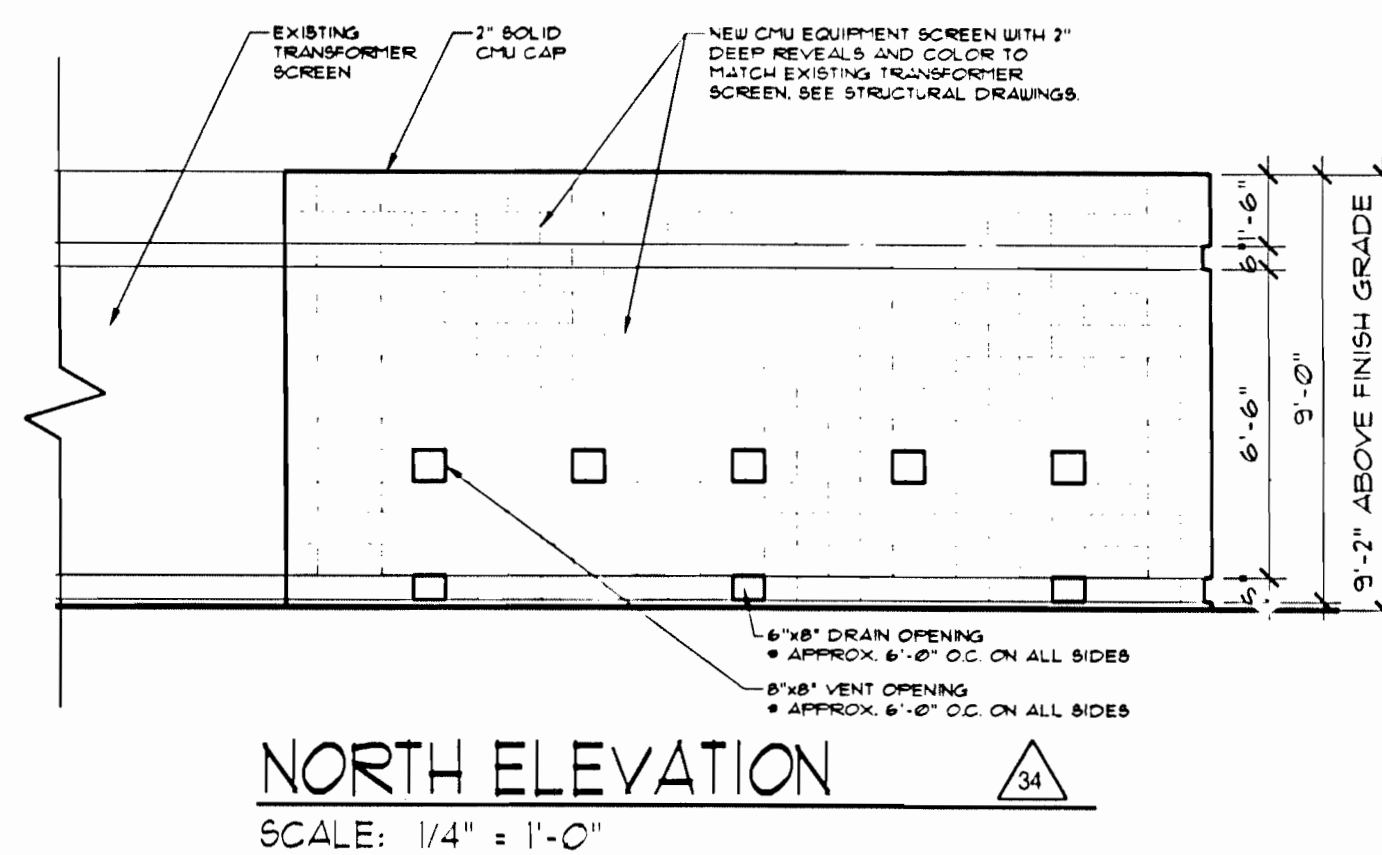 EXISTING
TRANSFORMER
SCREEN
2" SOLID
CMU CAP
NEW CMU EQUIPMENT SCREEN WITH 2"
DEEP REVEALS AND COLOR TO
MATCH EXISTING TRANSFORMER
SCREEN. SEE STRUCTURAL DRAWINGS.
1'-6"
6"
6'-6"
9'-0"
9'-2" ABOVE FINISH GRADE
6"x8" DRAIN OPENING
• APPROX. 6'-0" O.C. ON ALL SIDES
8"x8" VENT OPENING
• APPROX. 6'-0" O.C. ON ALL SIDES
NORTH ELEVATION
34
SCALE: 1/4" = 1'-0"